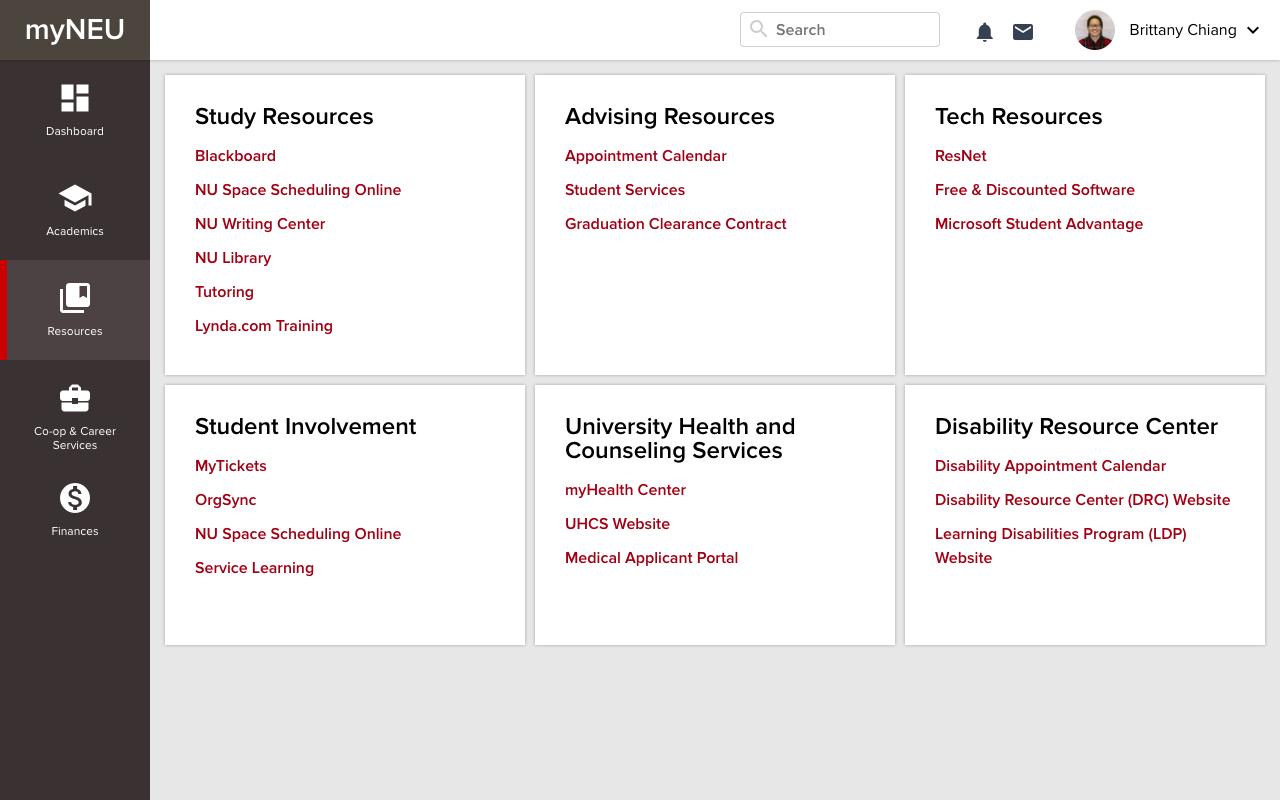 myNEU
Search
Brittany Chiang
Dashboard
Academics
Resources
Co-op & Career
Services
Finances
Study Resources
Blackboard
NU Space Scheduling Online
NU Writing Center
NU Library
Tutoring
Lynda.com Training
Advising Resources
Appointment Calendar
Student Services
Graduation Clearance Contract
Tech Resources
ResNet
Free & Discounted Software
Microsoft Student Advantage
Student Involvement
MyTickets
OrgSync
NU Space Scheduling Online
Service Learning
University Health and
Counseling Services
myHealth Center
UHCS Website
Medical Applicant Portal
Disability Resource Center
Disability Appointment Calendar
Disability Resource Center (DRC) Website
Learning Disabilities Program (LDP)
Website